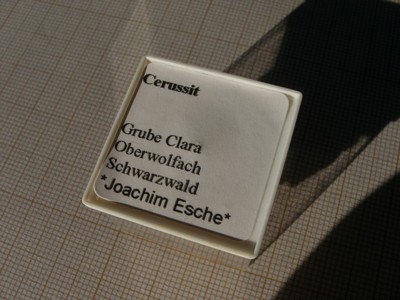 Cerussit
Grube Clara
Oberwolfach
Schwarzwald
*Joachim Esche*